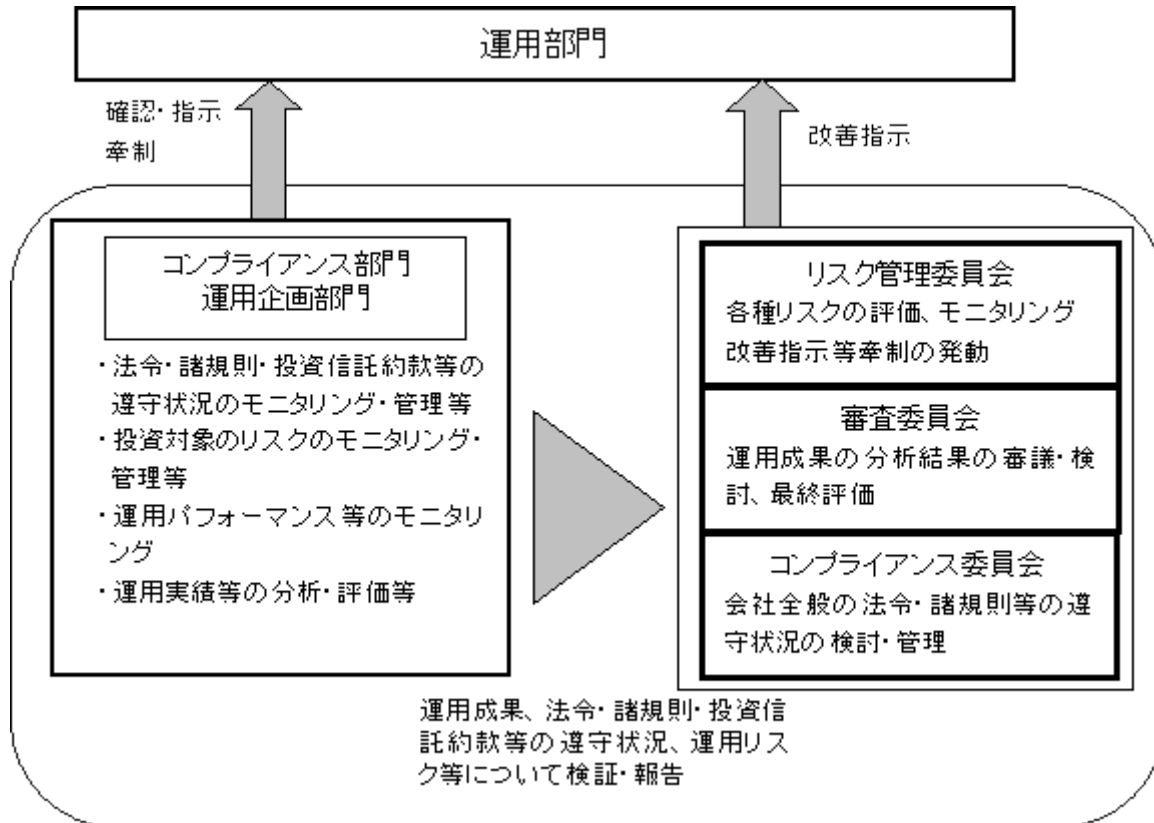 運用部門
確認・指示
牽制
改善指示
コンプライアンス部門
運用企画部門
・法令・諸規則・投資信託約款等の
遵守状況のモニタリング・管理等
・投資対象のリスクのモニタリング・
管理等
・運用パフォーマンス等のモニタリ
ング
・運用実績等の分析・評価等
リスク管理委員会
各種リスクの評価、モニタリング
改善指示等牽制の発動
審査委員会
運用成果の分析結果の審議・検
討、最終評価
コンプライアンス委員会
会社全般の法令・諸規則等の遵
守状況の検討・管理
運用成果、法令・諸規則・投資信
託約款等の遵守状況、運用リス
ク等について検証・報告